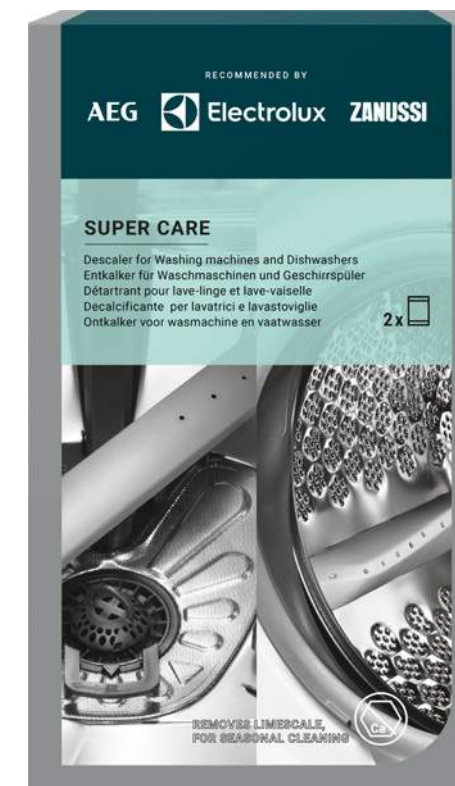 RECOMMENDED BY
AEG Electrolux ZANUSSI
SUPER CARE
Descaler for Washing machines and Dishwashers
Entkalker für Waschmaschinen und Geschirrspüler
Détartrant pour lave-linge et lave-vaiselle
Decalcificante per lavatrici e lavastoviglie
Ontkalker voor wasmachine en vaatwasser
2x
REMOVES LIMESCALE,
FOR SEASONAL CLEANING
Ca